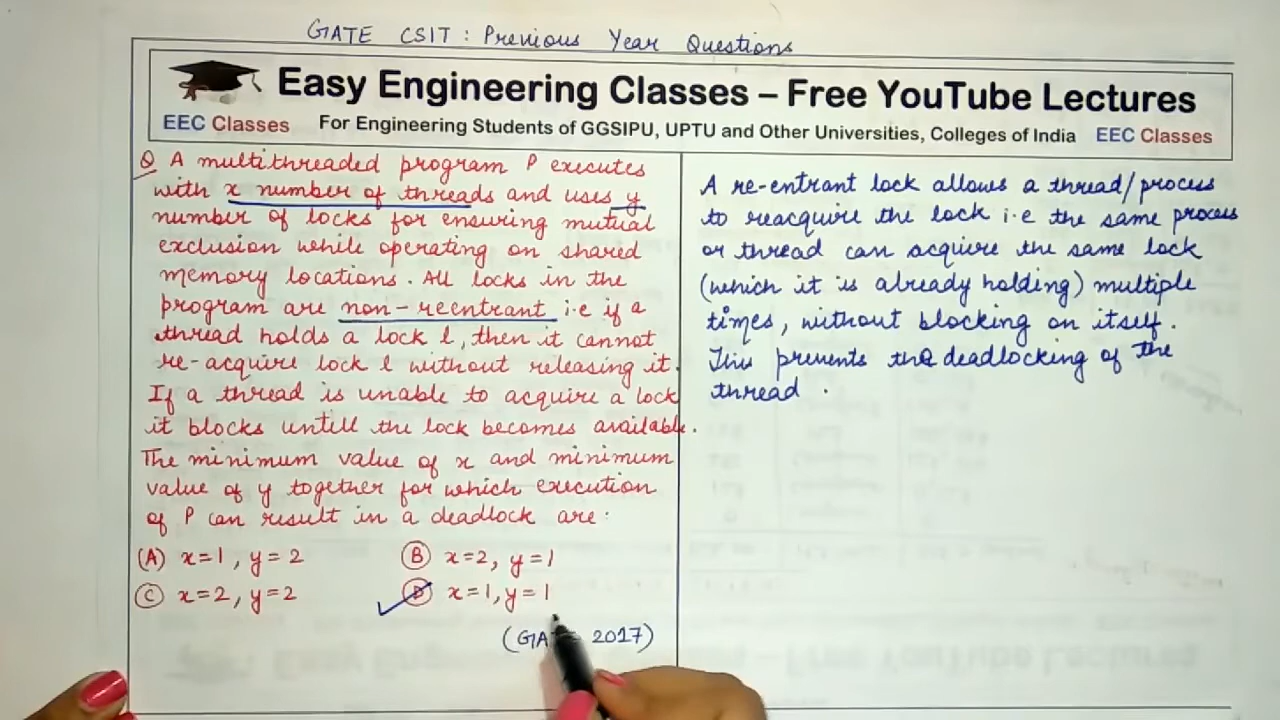 GATE CSIT: Previous Year Questions
Easy Engineering Classes – Free YouTube Lectures
EEC Classes For Engineering Students of GGSIPU, UPTU and Other Universities, Colleges of India EEC Classes
Q A multithreaded program P executes
with x number of threads and uses y
number of locks for ensuring mutual
exclusion while operating on shared
memory locations. All locks in the
program are non-reentrant i.e if a
thread holds a lock l, then it cannot
re-acquire lock l without releasing it.
If a thread is unable to acquire a lock
it blocks untill the lock becomes available.
The minimum value of x and minimum
value of y together for which execution
of P can result in a deadlock are:
(A) x=1, y=2 (B) x=2, y=1
(C) x=2, y=2 (D) x=1, y=1
(GATE 2017)
A re-entrant lock allows a thread/process
to reacquire the lock i.e the same process
or thread can acquire the same lock
(which it is already holding) multiple
times, without blocking on itself.
This prevents the deadlocking of the
thread.